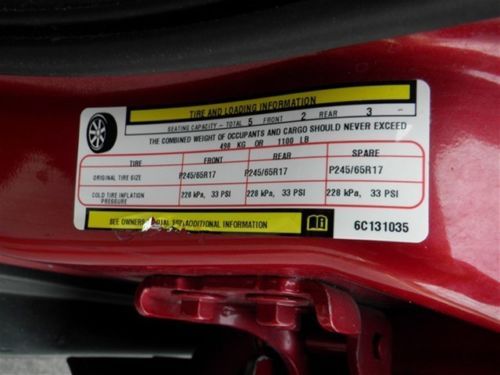 TIRE AND LOADING INFORMATION
SEATING CAPACITY - TOTAL 5 FRONT 2 REAR 3 -
THE COMBINED WEIGHT OF OCCUPANTS AND CARGO SHOULD NEVER EXCEED
498 KG OR 1100 LB
TIRE FRONT REAR SPARE
ORIGINAL TIRE SIZE P245/65R17 P245/65R17 P245/65R17
COLD TIRE INFLATION PRESSURE 228 kPa, 33 PSI 228 kPa, 33 PSI 228 kPa, 33 PSI
SEE OWNERS MANUAL FOR ADDITIONAL INFORMATION
6C131035